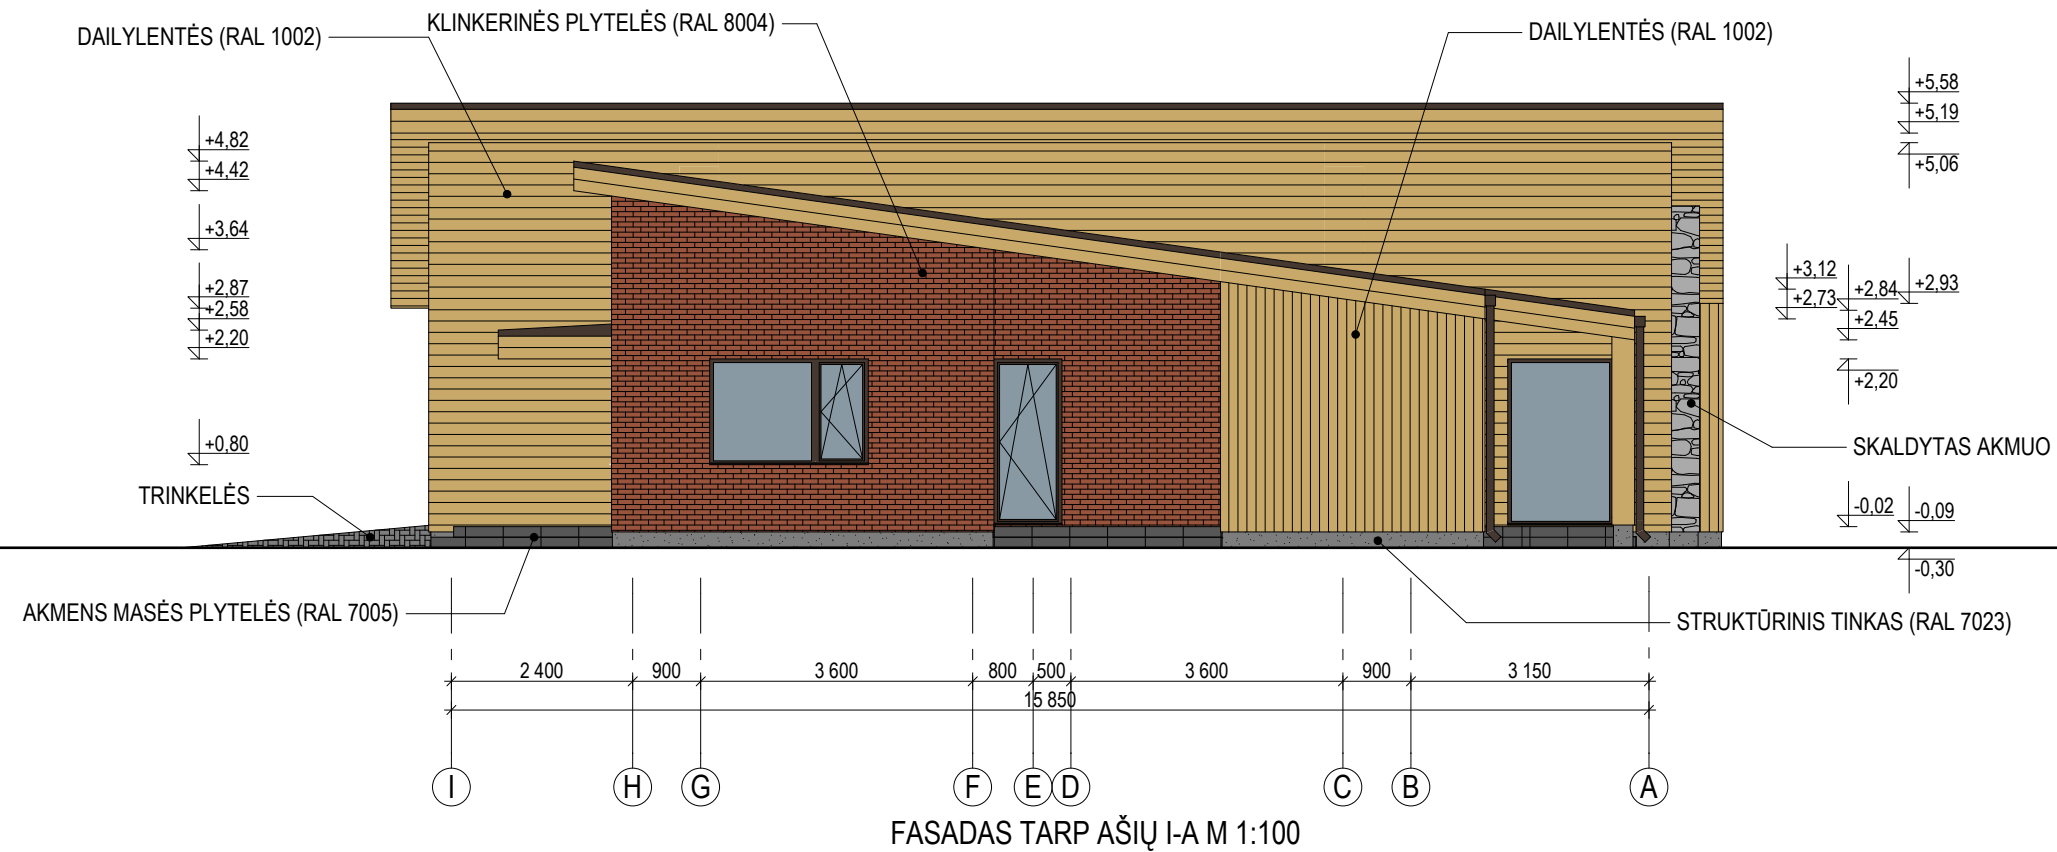 KLINKERINĖS PLYTELĖS (RAL 8004)
DAILYLENTĖS (RAL 1002)
DAILYLENTĖS (RAL 1002)
+4,82
+4,42
+3,64
+2,87
+2,58
+2,20
+0,80
+5,58
+5,19
+5,06
+3,12
+2,73
+2,84
+2,45
+2,93
+2,20
-0,02
-0,09
-0,30
SKALDYTAS AKMUO
TRINKELĖS
AKMENS MASĖS PLYTELĖS (RAL 7005)
STRUKTŪRINIS TINKAS (RAL 7023)
2 400 900 3 600 800 500 3 600 900 3 150
15 850
I H G F E D C B A
FASADAS TARP AŠIŲ I-A M 1:100